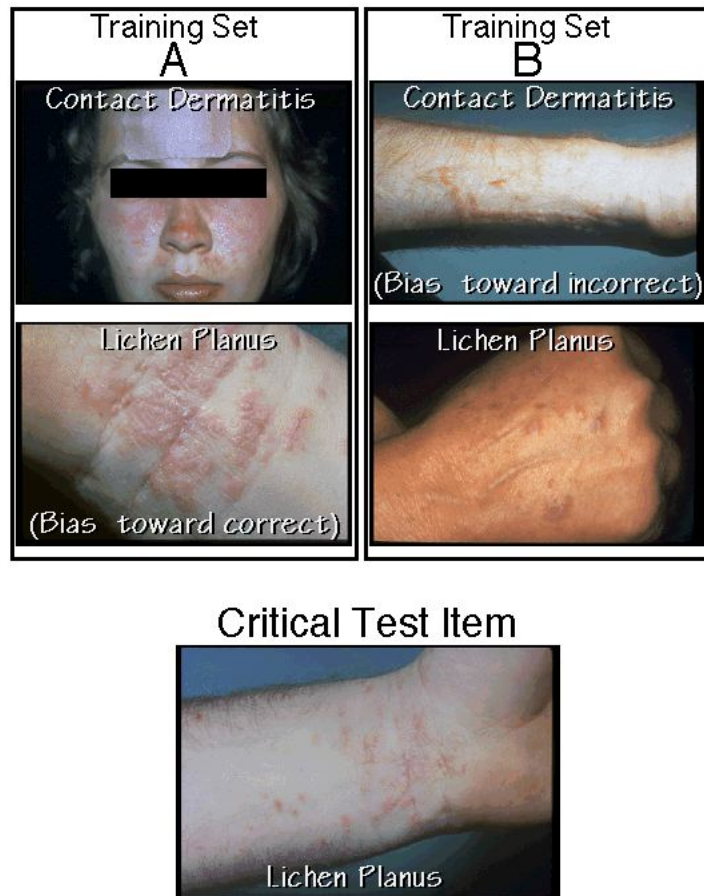 Training Set
A
Contact Dermatitis
Lichen Planus
(Bias toward correct)
Training Set
B
Contact Dermatitis
(Bias toward incorrect)
Lichen Planus
Critical Test Item
Lichen Planus